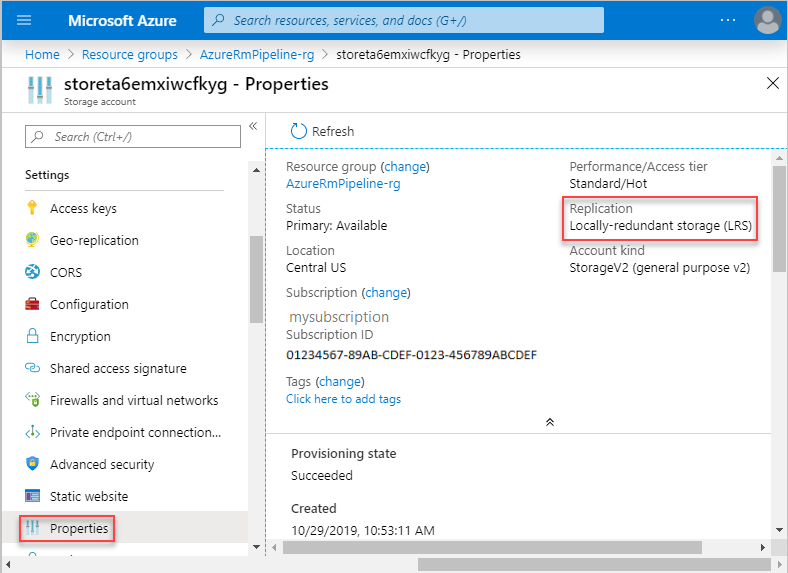 Microsoft Azure
Search resources, services, and docs (G+/)
Home > Resource groups > AzureRmPipeline-rg > storeta6emxiwcfkyg - Properties
storeta6emxiwcfkyg - Properties
Storage account
Search (Ctrl+/)
Settings
Access keys
Geo-replication
CORS
Configuration
Encryption
Shared access signature
Firewalls and virtual networks
Private endpoint connection...
Advanced security
Static website
Properties
Refresh
Resource group (change)
AzureRmPipeline-rg
Status
Primary: Available
Location
Central US
Subscription (change)
mysubscription
Subscription ID
01234567-89AB-CDEF-0123-456789ABCDEF
Tags (change)
Click here to add tags
Performance/Access tier
Standard/Hot
Replication
Locally-redundant storage (LRS)
Account kind
StorageV2 (general purpose v2)
Provisioning state
Succeeded
Created
10/29/2019, 10:53:11 AM